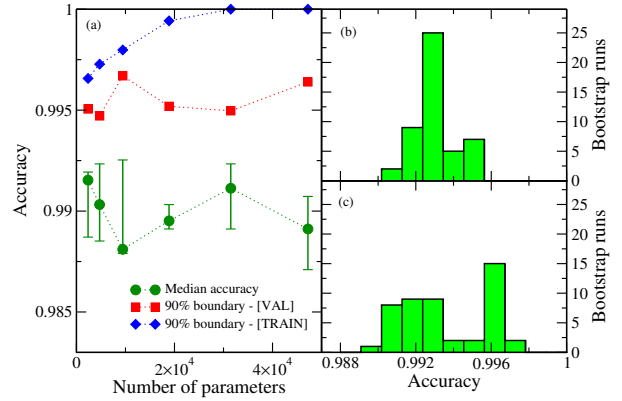 (a)
1
0.995
0.99
0.985
Accuracy
Median accuracy
90% boundary - [VAL]
90% boundary - [TRAIN]
0
2×10⁴
4×10⁴
Number of parameters
(b)
25
20
15
10
5
0
Bootstrap runs
(c)
25
20
15
10
5
0
Bootstrap runs
0.988
0.992
0.996
1
Accuracy